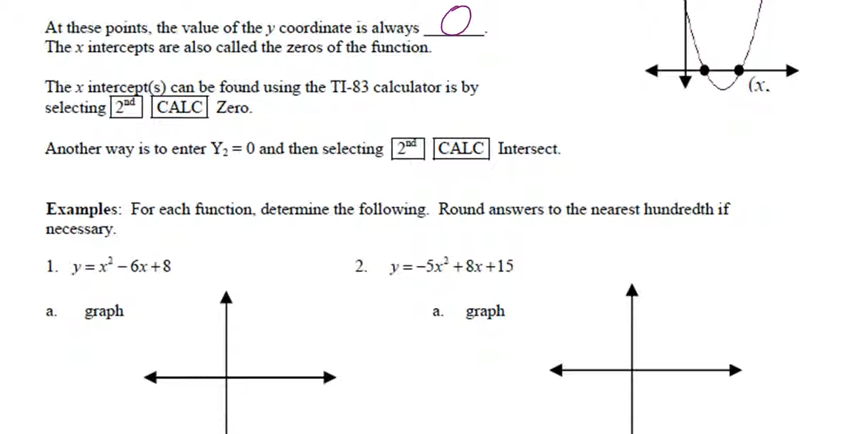 At these points, the value of the y coordinate is always 0.
The x intercepts are also called the zeros of the function.
(x,
The x intercept(s) can be found using the TI-83 calculator is by
selecting 2nd CALC Zero.
Another way is to enter Y₂ = 0 and then selecting 2nd CALC Intersect.
Examples: For each function, determine the following. Round answers to the nearest hundredth if
necessary.
1. y = x² − 6x + 8
2. y = −5x² + 8x + 15
a. graph
a. graph